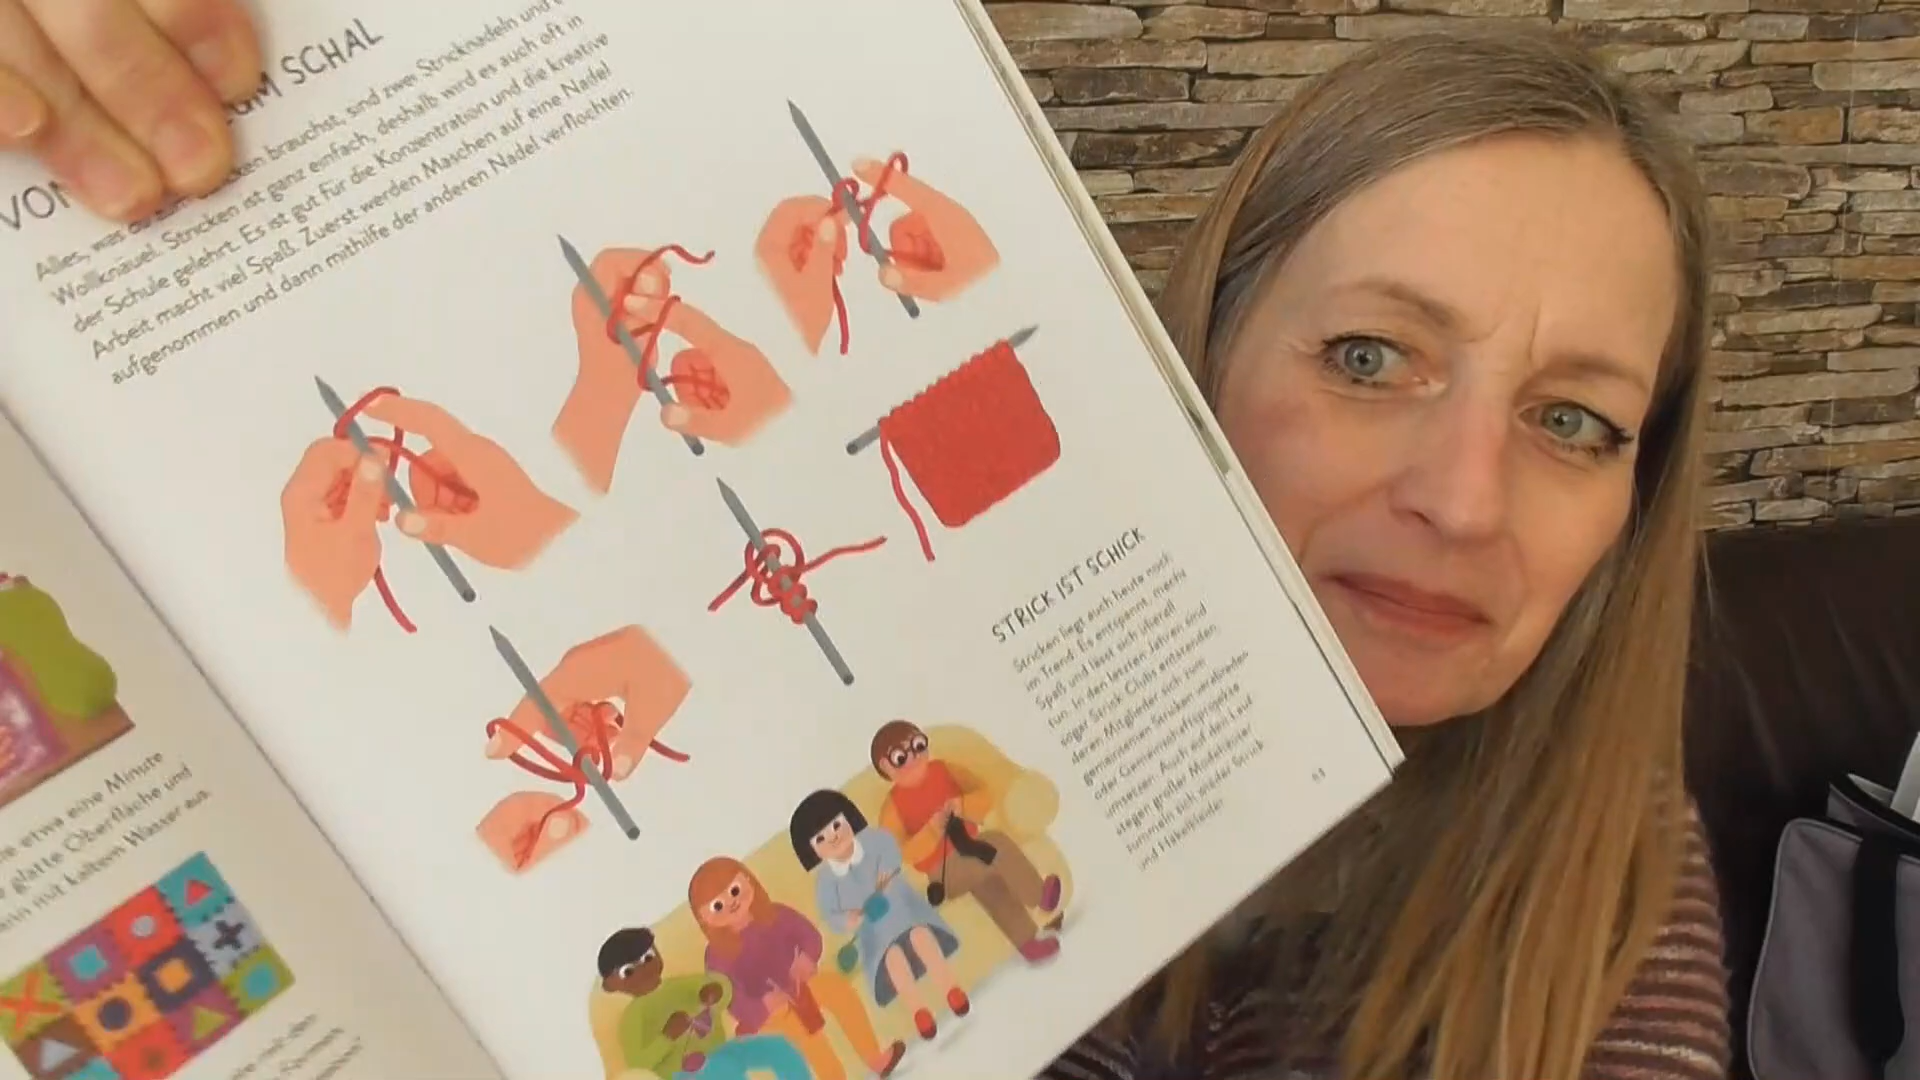 ZUM SCHAL
brauchst, sind zwei Stricknadeln und
Wollknäuel. Stricken ist ganz einfach, deshalb wird es auch oft in
der Schule gelehrt. Es ist gut für die Konzentration und die kreative
Arbeit macht viel Spaß. Zuerst werden Maschen auf eine Nadel
aufgenommen und dann mithilfe der anderen Nadel verflochten.
STRICK IST SCHICK
Stricken liegt auch heute noch
im Trend. Es entspannt, macht
Spaß und lässt sich überall
tun. In den letzten Jahren sind
sogar Strick-Clubs entstanden,
deren Mitglieder sich zum
gemeinsamen Stricken verabreden
oder Gemeinschaftsprojekte
umsetzen. Auch auf den Lauf
stegen großer Modehäuser
tummeln sich wieder Strick
und Häkelkleider
etwa eine Minute
glatte Oberfläche und
mit kaltem Wasser aus.